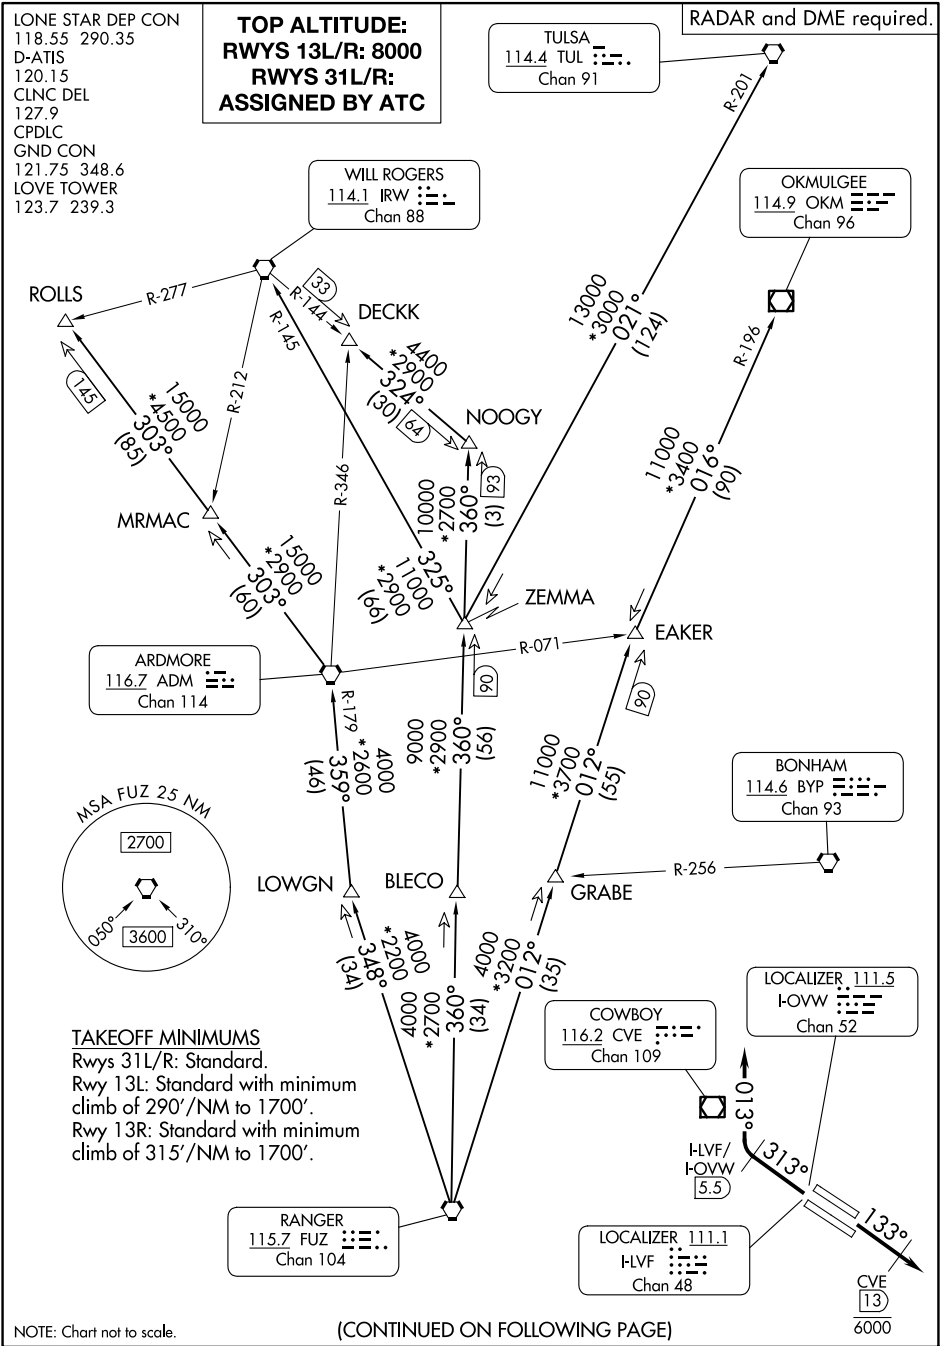 LONE STAR DEP CON
118.55 290.35
D-ATIS
120.15
CLNC DEL
127.9
CPDLC
GND CON
121.75 348.6
LOVE TOWER
123.7 239.3
TOP ALTITUDE:
RWYS 13L/R: 8000
RWYS 31L/R:
ASSIGNED BY ATC
RADAR and DME required.
TULSA
114.4 TUL
Chan 91
R-201
WILL ROGERS
114.1 IRW
Chan 88
OKMULGEE
114.9 OKM
Chan 96
ROLLS
R-277
33
R-144
DECKK
R-145
R-212
145
15000
*4500
303°
(85)
4400
*2900
324°
(30)
64
NOOGY
13000
*3000
021°
(124)
R-196
11000
*3400
016°
(90)
R-346
MRMAC
10000
*2700
360°
(3)
93
15000
*2900
303°
(60)
325°
11000
*2900
(66)
ZEMMA
EAKER
R-071
ARDMORE
116.7 ADM
Chan 114
R-179
90
90
4000
*2600
359°
(46)
9000
*2900
360°
(56)
11000
*3700
012°
(55)
BONHAM
114.6 BYP
Chan 93
R-256
MSA FUZ 25 NM
2700
050°
310°
3600
LOWGN
BLECO
GRABE
4000
*2200
348°
(34)
4000
*2700
360°
(34)
4000
*3200
012°
(35)
LOCALIZER 111.5
I-OVW
Chan 52
COWBOY
116.2 CVE
Chan 109
TAKEOFF MINIMUMS
Rwys 31L/R: Standard.
Rwy 13L: Standard with minimum
climb of 290'/NM to 1700'.
Rwy 13R: Standard with minimum
climb of 315'/NM to 1700'.
013°
I-LVF/
I-OVW
5.5
313°
133°
RANGER
115.7 FUZ
Chan 104
LOCALIZER 111.1
I-LVF
Chan 48
CVE
13
6000
NOTE: Chart not to scale.
(CONTINUED ON FOLLOWING PAGE)